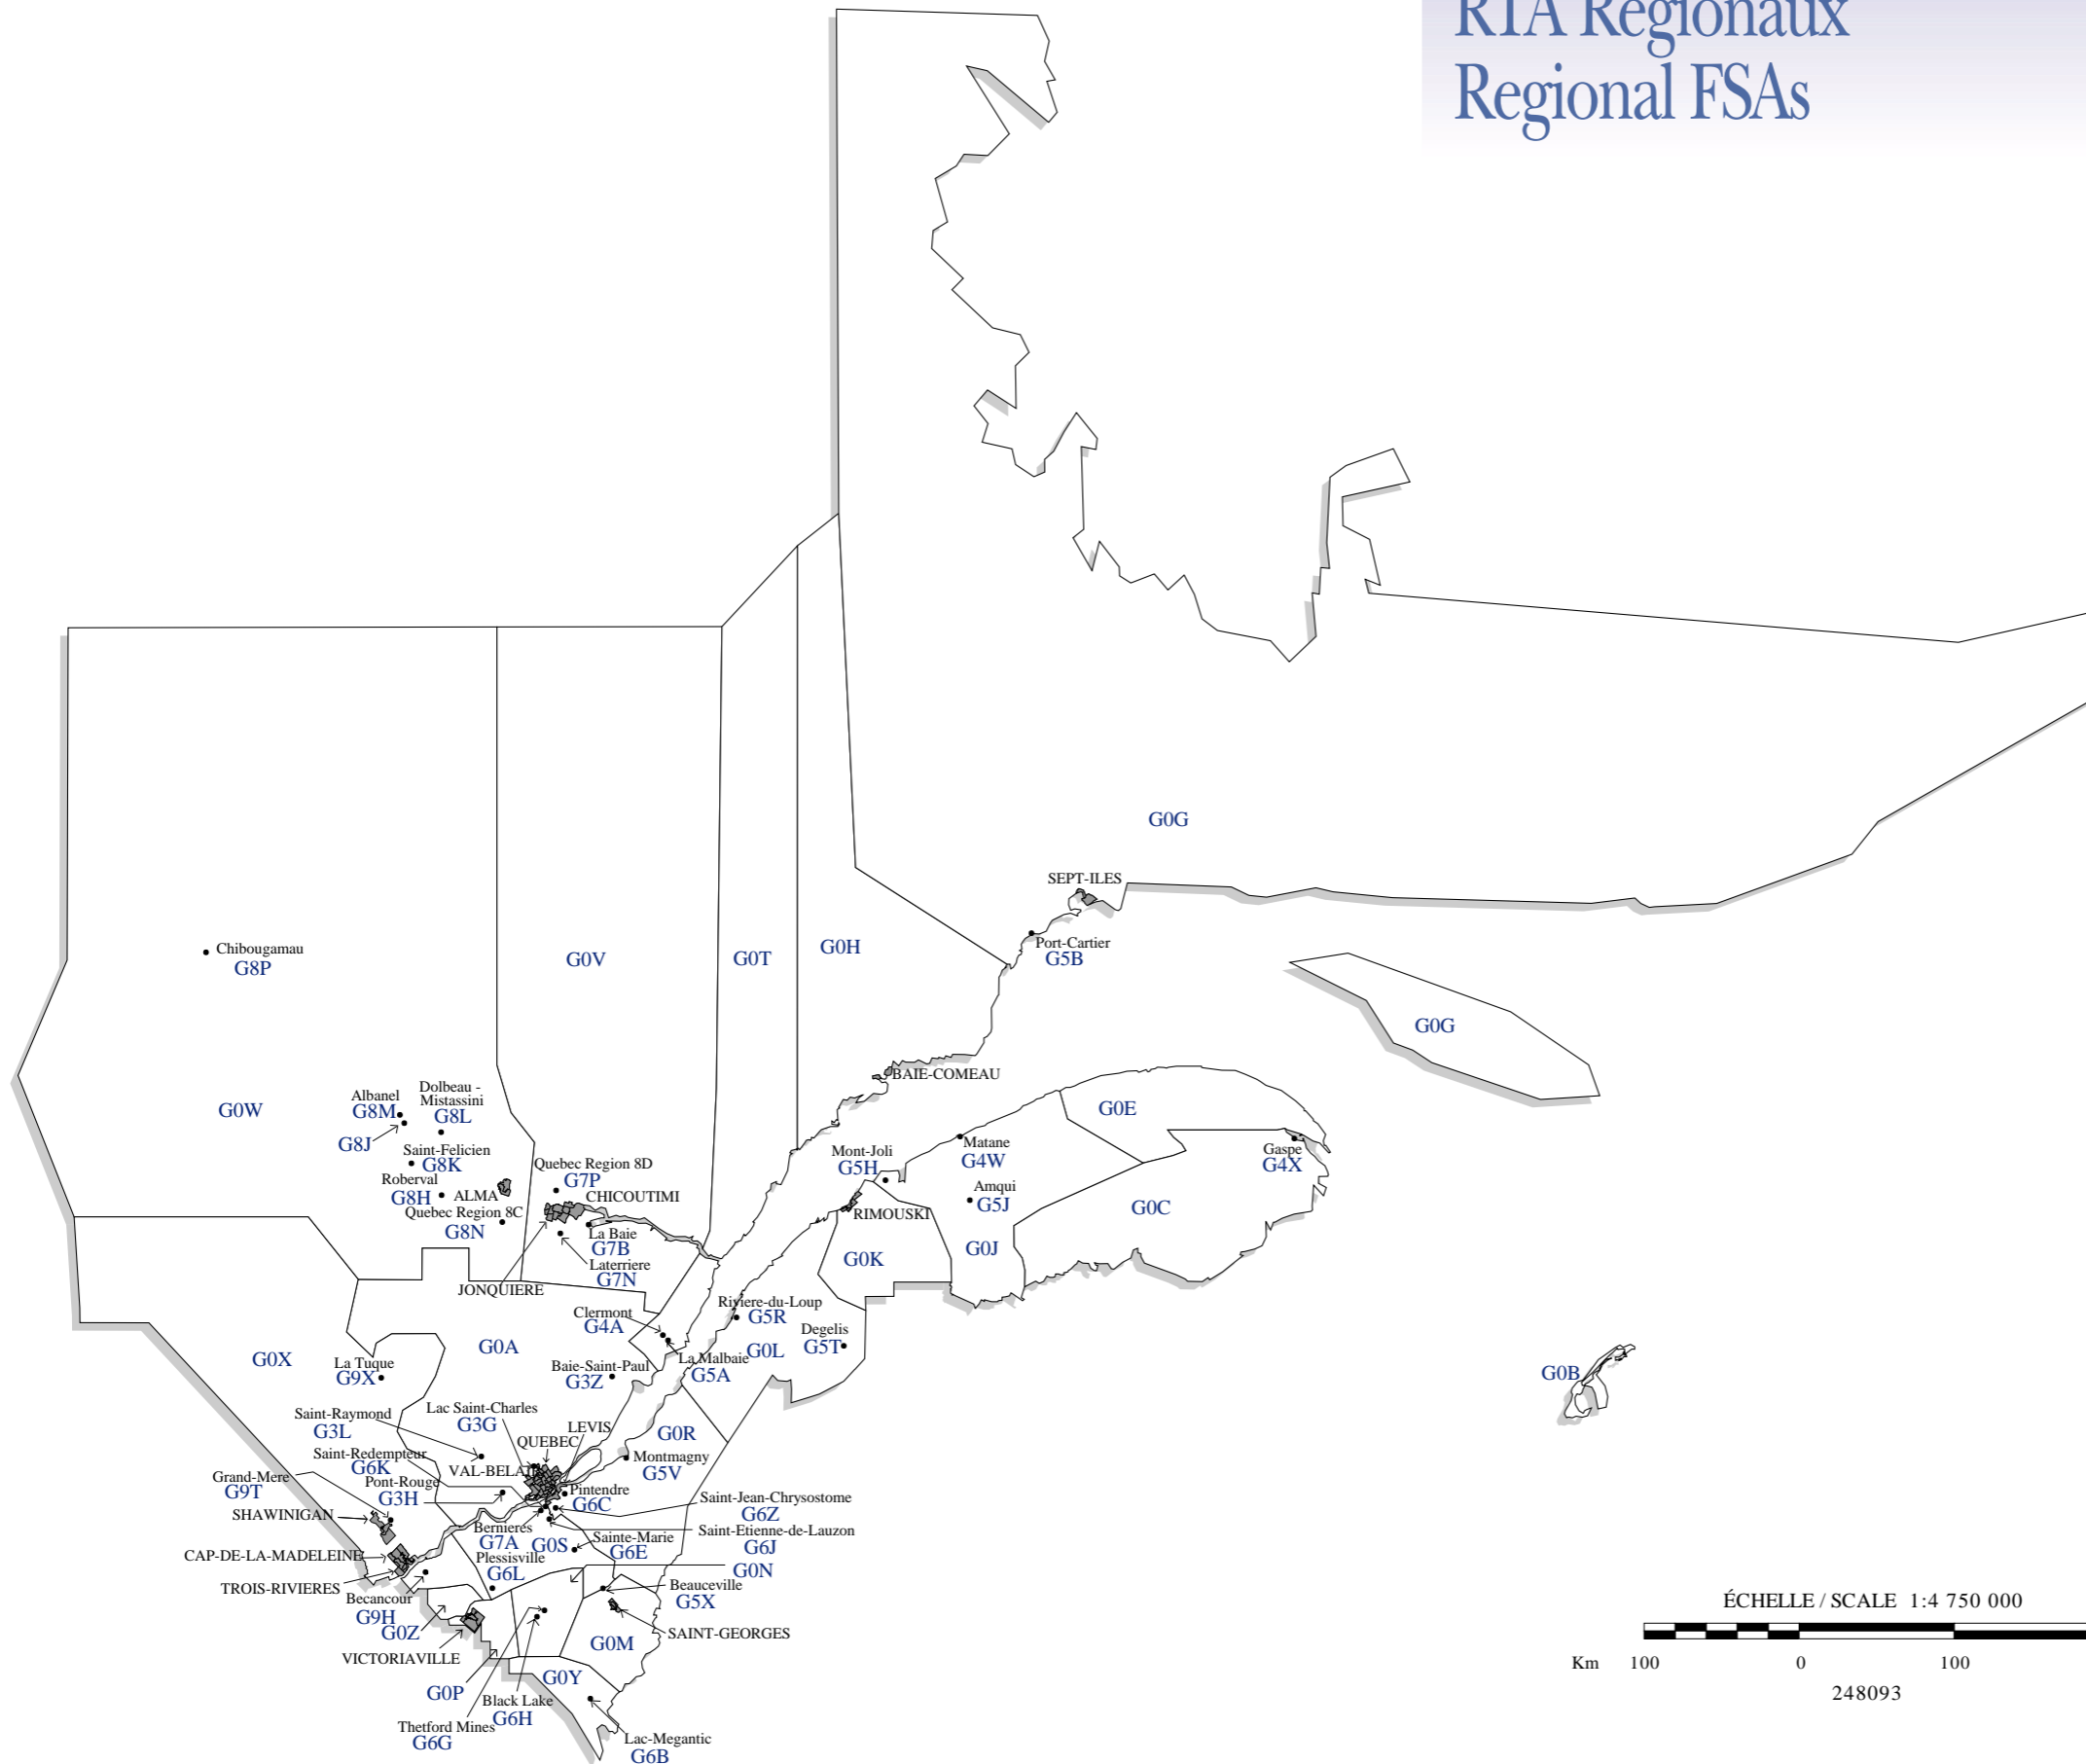 RTA Régionaux
Regional FSAs
G0G
SEPT-ILES
Port-Cartier
G5B
Chibougamau
G8P
G0V
G0T
G0H
G0G
BAIE-COMEAU
G0W
Albanel
G8M
Dolbeau -
Mistassini
G8L
G8J
Saint-Felicien
G8K
Roberval
G8H
ALMA
Quebec Region 8C
G8N
Quebec Region 8D
G7P
CHICOUTIMI
La Baie
G7B
Laterriere
G7N
JONQUIERE
G0E
Matane
G4W
Mont-Joli
G5H
Amqui
G5J
Gaspe
G4X
G0C
RIMOUSKI
G0K
G0J
Riviere-du-Loup
G5R
Degelis
G5T
G0L
Clermont
G4A
La Malbaie
G5A
Baie-Saint-Paul
G3Z
G0A
G0X
La Tuque
G9X
G0B
Saint-Raymond
G3L
Lac Saint-Charles
G3G
LEVIS
QUEBEC
G0R
Saint-Redempteur
G6K
VAL-BELAIR
Montmagny
G5V
Grand-Mere
G9T
Pont-Rouge
G3H
Pintendre
G6C
Saint-Jean-Chrysostome
G6Z
SHAWINIGAN
Bernieres
G7A
G0S
Sainte-Marie
G6E
Saint-Etienne-de-Lauzon
G6J
CAP-DE-LA-MADELEINE
Plessisville
G6L
G0N
TROIS-RIVIERES
Becancour
G9H
G0Z
Beauceville
G5X
SAINT-GEORGES
G0M
VICTORIAVILLE
G0P
G0Y
Black Lake
G6H
Thetford Mines
G6G
Lac-Megantic
G6B
ÉCHELLE / SCALE 1:4 750 000
Km 100 0 100
248093